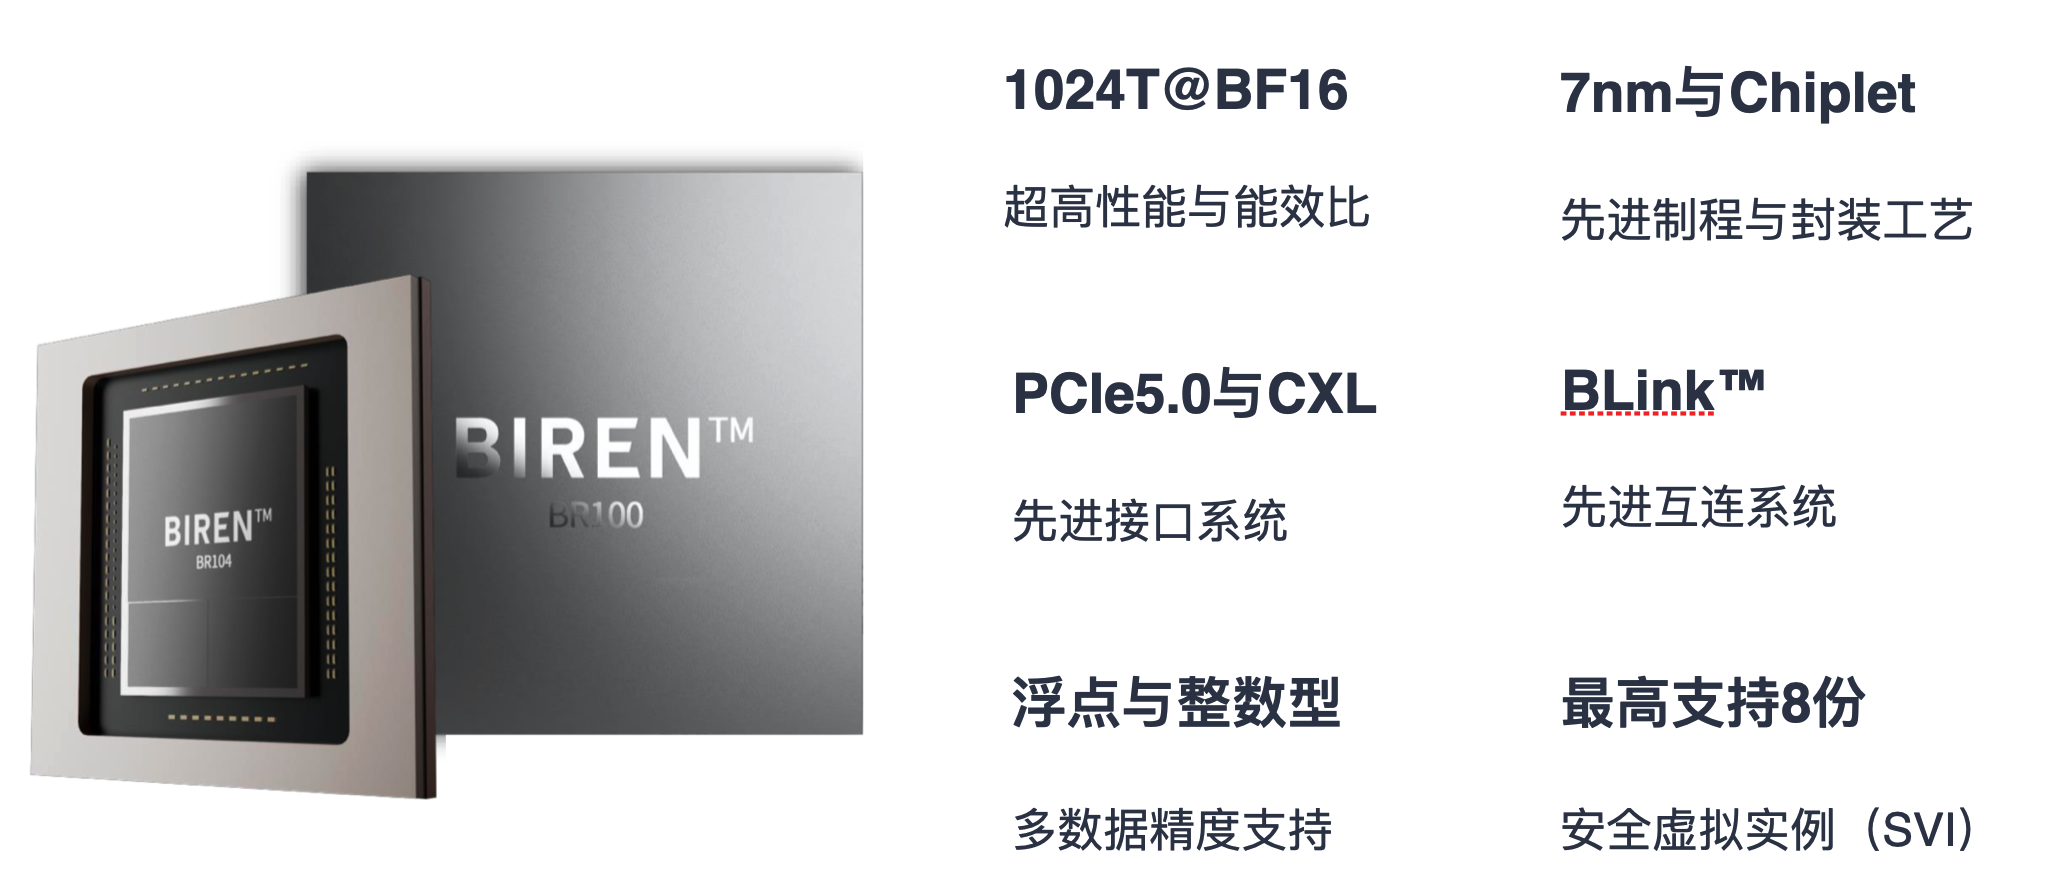 1024T@BF16
7nm与Chiplet
超高性能与能效比
先进制程与封装工艺
BIREN™
BR100
BIREN™
BR104
PCIe5.0与CXL
BLink™
先进接口系统
先进互连系统
浮点与整数型
最高支持8份
多数据精度支持
安全虚拟实例（SVI）